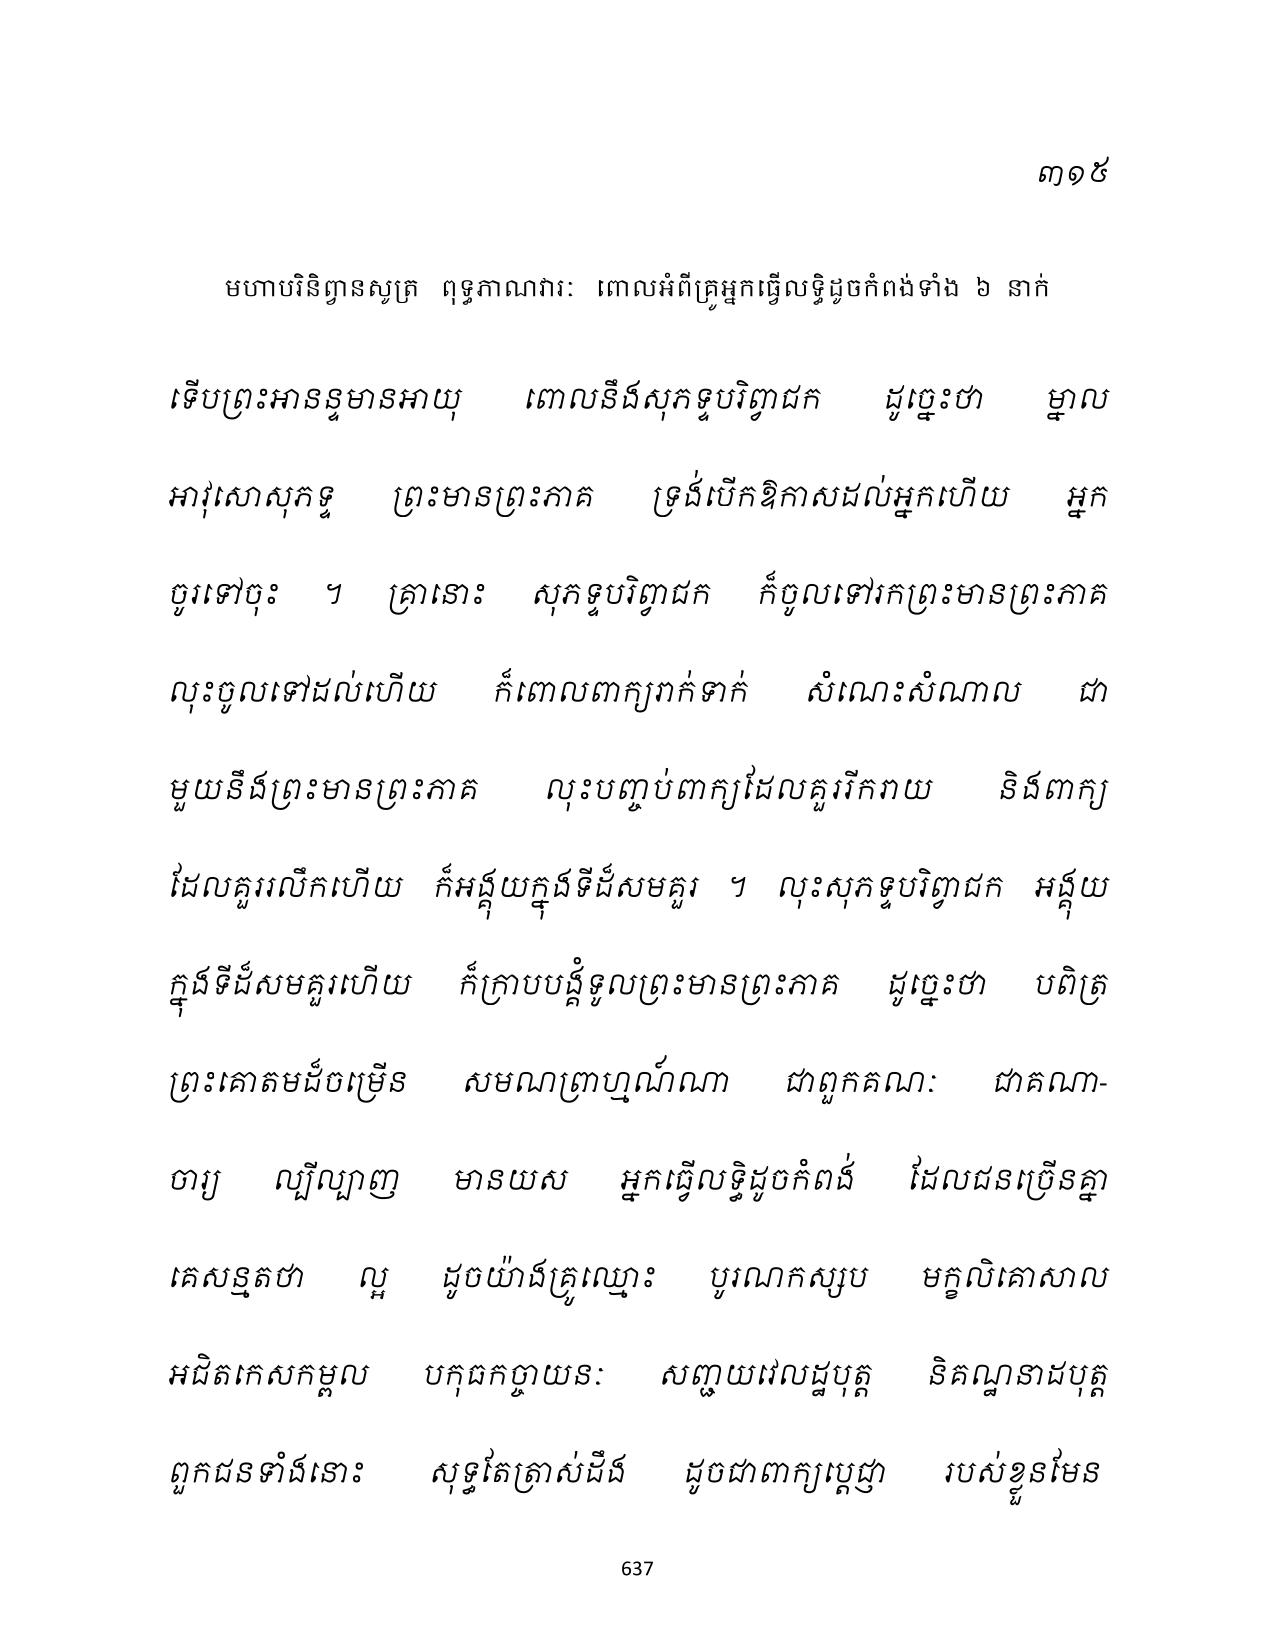 ៣១៥
មហាបរិនិព្វានសូត្រ ពុទ្ធភាណវារៈ ពោលអំពីគ្រូអ្នកធ្វើលទ្ធិដូចកំពង់ទាំង ៦ នាក់
ទើបព្រះអានន្ទមានអាយុ ពោលនឹងសុភទ្ទបរិព្វាជក ដូច្នេះថា ម្នាល
អាវុសោសុភទ្ទ ព្រះមានព្រះភាគ ទ្រង់បើកឱកាសដល់អ្នកហើយ អ្នក
ចូរទៅចុះ ។ គ្រានោះ សុភទ្ទបរិព្វាជក ក៏ចូលទៅរកព្រះមានព្រះភាគ
លុះចូលទៅដល់ហើយ ក៏ពោលពាក្យរាក់ទាក់ សំណេះសំណាល ជា
មួយនឹងព្រះមានព្រះភាគ លុះបញ្ចប់ពាក្យដែលគួររីករាយ និងពាក្យ
ដែលគួររលឹកហើយ ក៏អង្គុយក្នុងទីដ៏សមគួរ ។ លុះសុភទ្ទបរិព្វាជក អង្គុយ
ក្នុងទីដ៏សមគួរហើយ ក៏ក្រាបបង្គំទូលព្រះមានព្រះភាគ ដូច្នេះថា បពិត្រ
ព្រះគោតមដ៏ចម្រើន សមណព្រាហ្មណ៍ណា ជាពួកគណៈ ជាគណា-
ចារ្យ ល្បីល្បាញ មានយស អ្នកធ្វើលទ្ធិដូចកំពង់ ដែលជនច្រើនគ្នា
គេសន្មតថា ល្អ ដូចយ៉ាងគ្រូឈ្មោះ បូរណកស្សប មក្ខលិគោសាល
អជិតកេសកម្ពល បកុធកច្ចាយនៈ សញ្ជយវេលដ្ឋបុត្ត និគណ្ឋនាដបុត្ត
ពួកជនទាំងនោះ សុទ្ធតែត្រាស់ដឹង ដូចជាពាក្យប្តេជ្ញា របស់ខ្លួនមែន
637